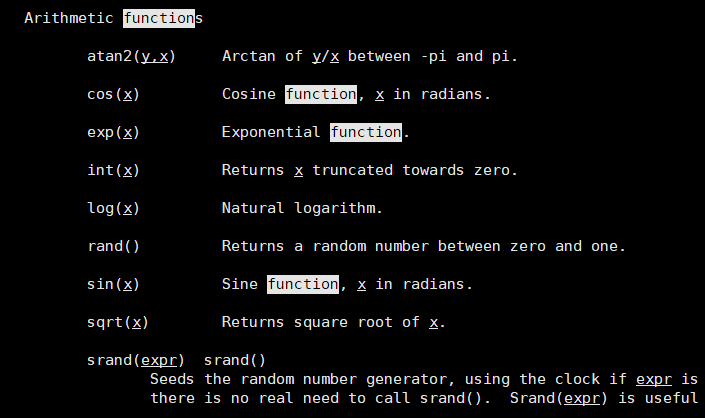 Arithmetic functions
atan2(y,x)     Arctan of y/x between -pi and pi.
cos(x)         Cosine function, x in radians.
exp(x)         Exponential function.
int(x)         Returns x truncated towards zero.
log(x)         Natural logarithm.
rand()         Returns a random number between zero and one.
sin(x)         Sine function, x in radians.
sqrt(x)        Returns square root of x.
srand(expr)  srand()
Seeds the random number generator, using the clock if expr is
there is no real need to call srand().  Srand(expr) is useful